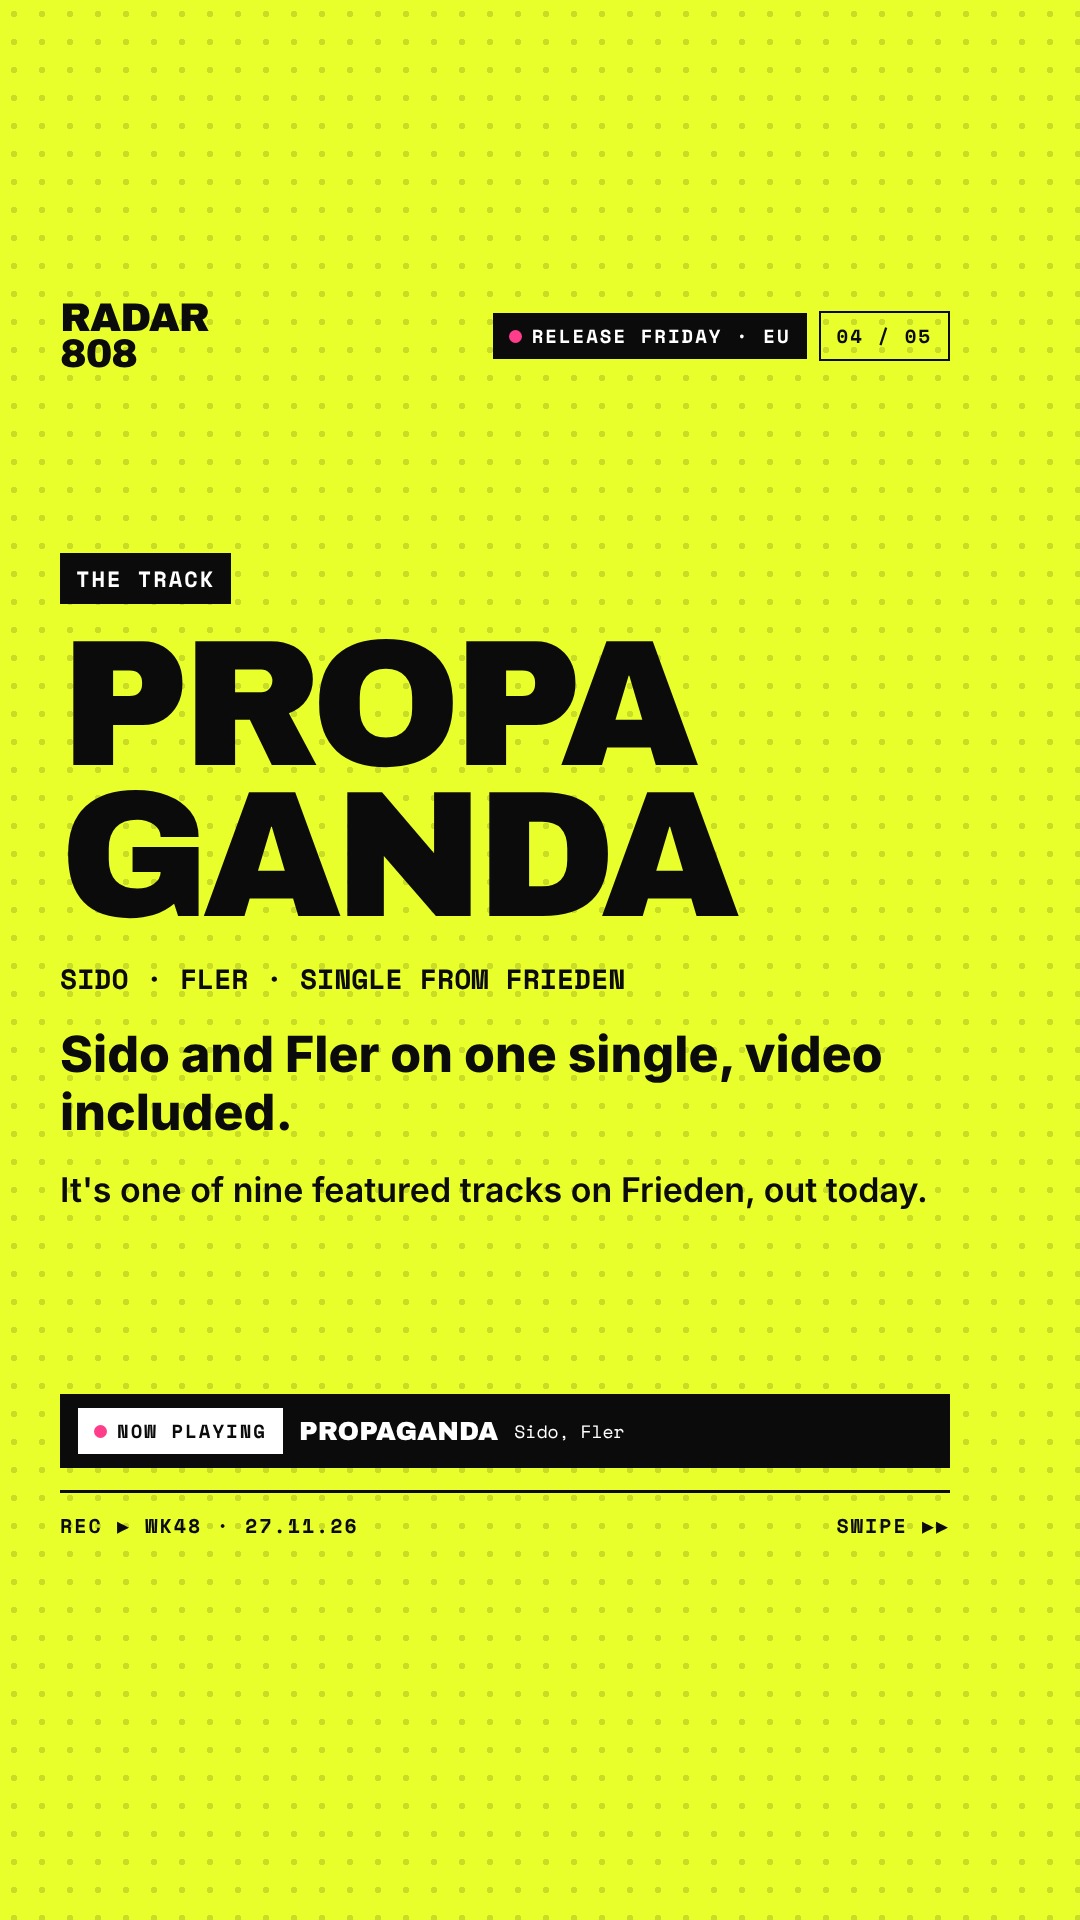 RADAR
808
RELEASE FRIDAY · EU
04 / 05
THE TRACK
PROPA
GANDA
SIDO · FLER · SINGLE FROM FRIEDEN
Sido and Fler on one single, video
included.
It's one of nine featured tracks on Frieden, out today.
NOW PLAYING PROPAGANDA Sido, Fler
REC ▶ WK48 · 27.11.26
SWIPE ▶▶